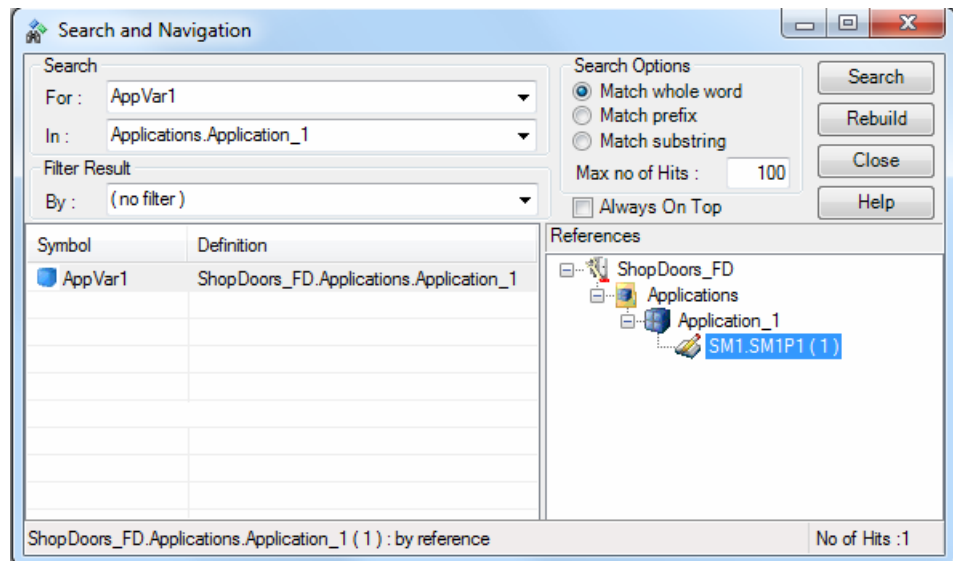 Search and Navigation
Search
For : AppVar1
In : Applications.Application_1
Filter Result
By : ( no filter )
Search Options
Match whole word
Match prefix
Match substring
Max no of Hits : 100
Always On Top
Search
Rebuild
Close
Help
Symbol Definition
AppVar1 ShopDoors_FD.Applications.Application_1
References
ShopDoors_FD
Applications
Application_1
SM1.SM1P1 ( 1 )
ShopDoors_FD.Applications.Application_1 ( 1 ) : by reference
No of Hits :1